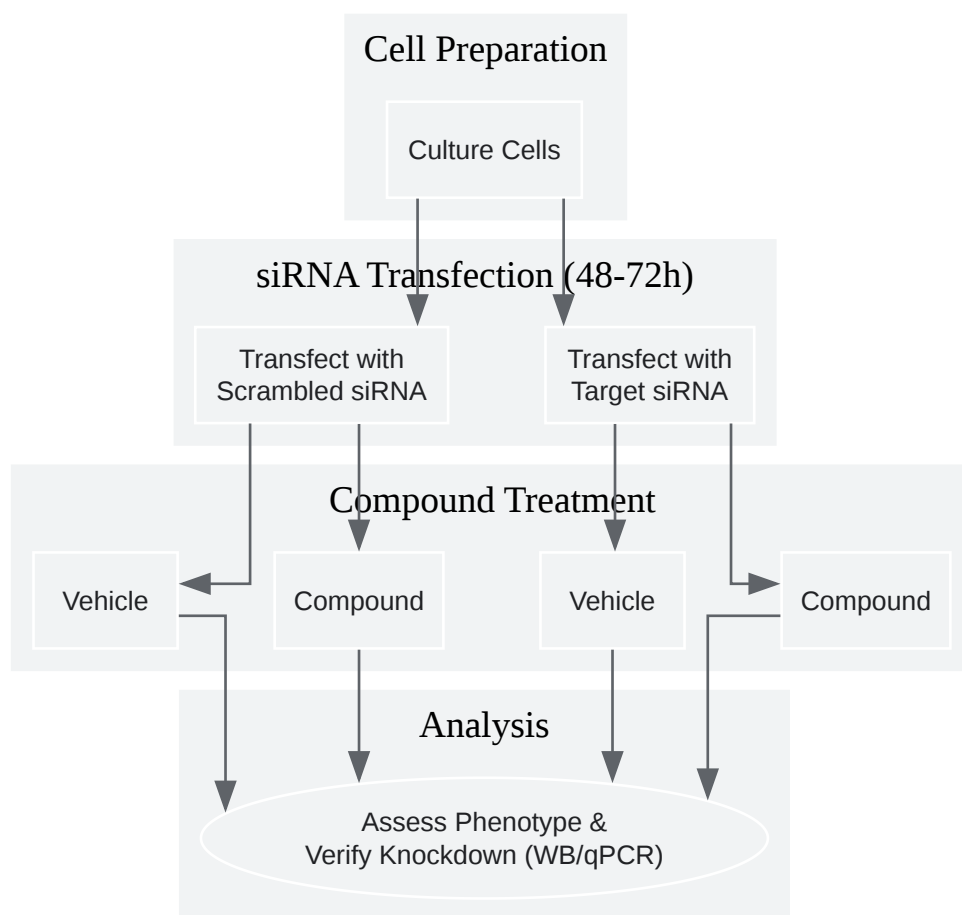 Cell Preparation
Culture Cells
siRNA Transfection (48-72h)
Transfect with
Scrambled siRNA
Transfect with
Target siRNA
Compound Treatment
Vehicle
Compound
Vehicle
Compound
Analysis
Assess Phenotype &
Verify Knockdown (WB/qPCR)